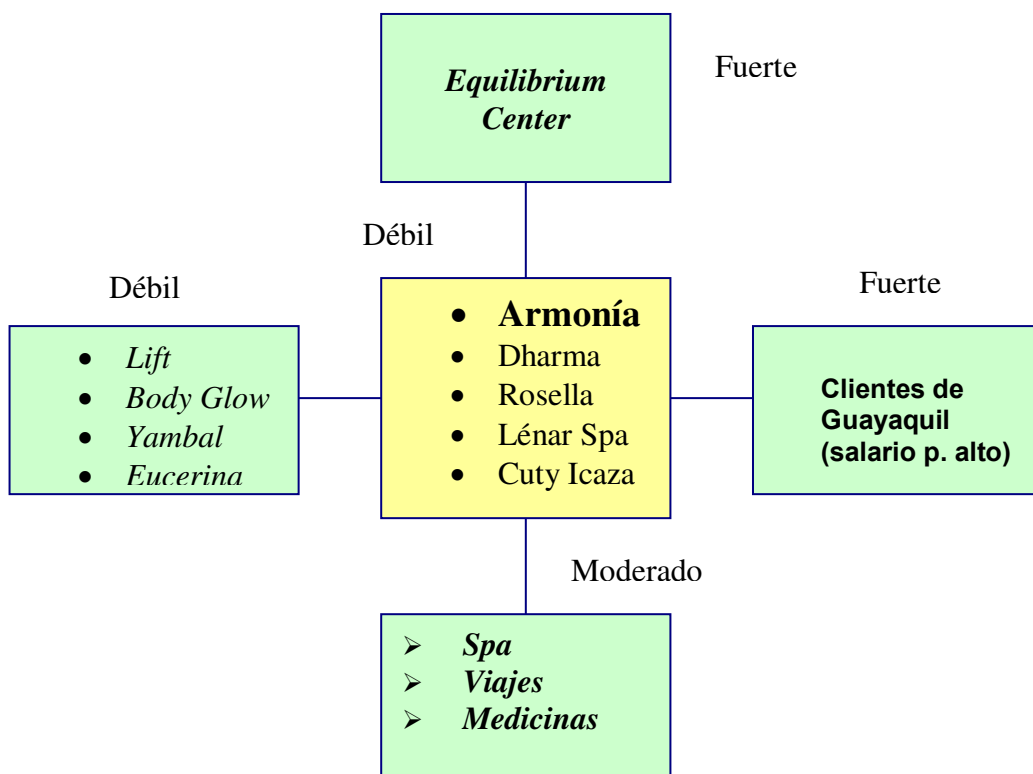 Equilibrium
Center
Fuerte
Débil
Débil
Fuerte
• Lift
• Body Glow
• Yambal
• Eucerina
• Armonía
• Dharma
• Rosella
• Lénar Spa
• Cuty Icaza
Clientes de
Guayaquil
(salario p. alto)
Moderado
➢ Spa
➢ Viajes
➢ Medicinas